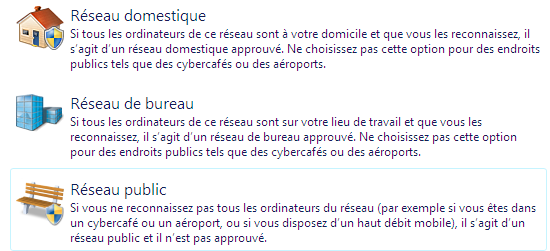 Réseau domestique
Si tous les ordinateurs de ce réseau sont à votre domicile et que vous les reconnaissez, il
s'agit d'un réseau domestique approuvé. Ne choisissez pas cette option pour des endroits
publics tels que des cybercafés ou des aéroports.
Réseau de bureau
Si tous les ordinateurs de ce réseau sont sur votre lieu de travail et que vous les
reconnaissez, il s'agit d'un réseau de bureau approuvé. Ne choisissez pas cette option
pour des endroits publics tels que des cybercafés ou des aéroports.
Réseau public
Si vous ne reconnaissez pas tous les ordinateurs du réseau (par exemple si vous êtes dans
un cybercafé ou un aéroport, ou si vous disposez d'un haut débit mobile), il s'agit d'un
réseau public et il n'est pas approuvé.